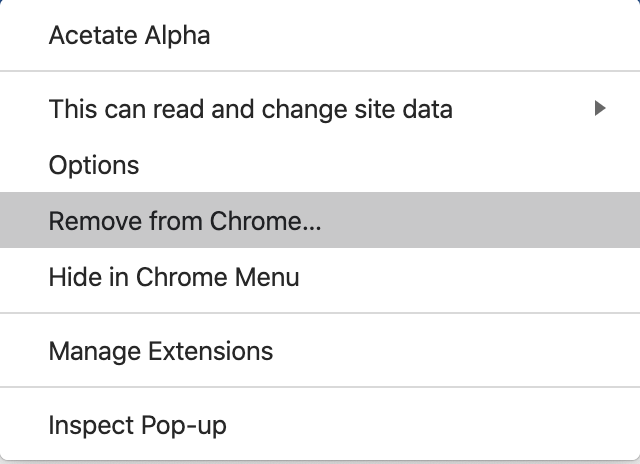 Acetate Alpha
This can read and change site data
Options
Remove from Chrome...
Hide in Chrome Menu
Manage Extensions
Inspect Pop-up